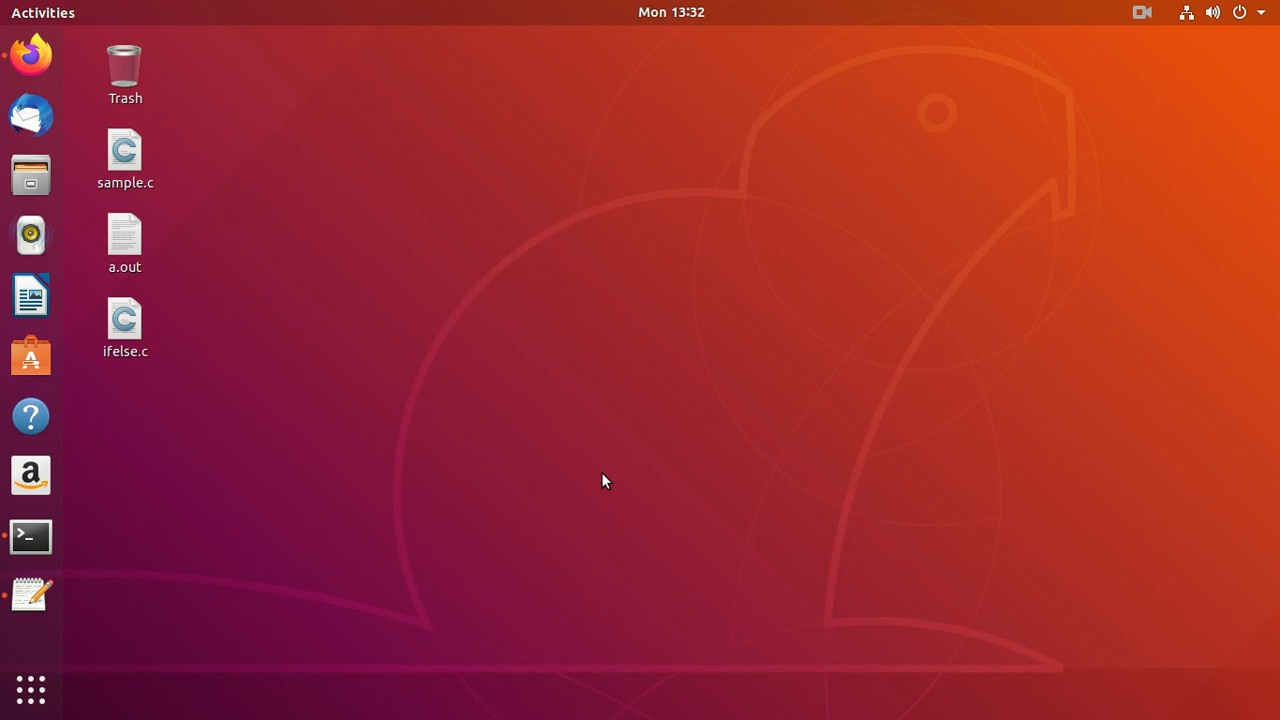 Activities
Mon 13:32
Trash
sample.c
a.out
ifelse.c